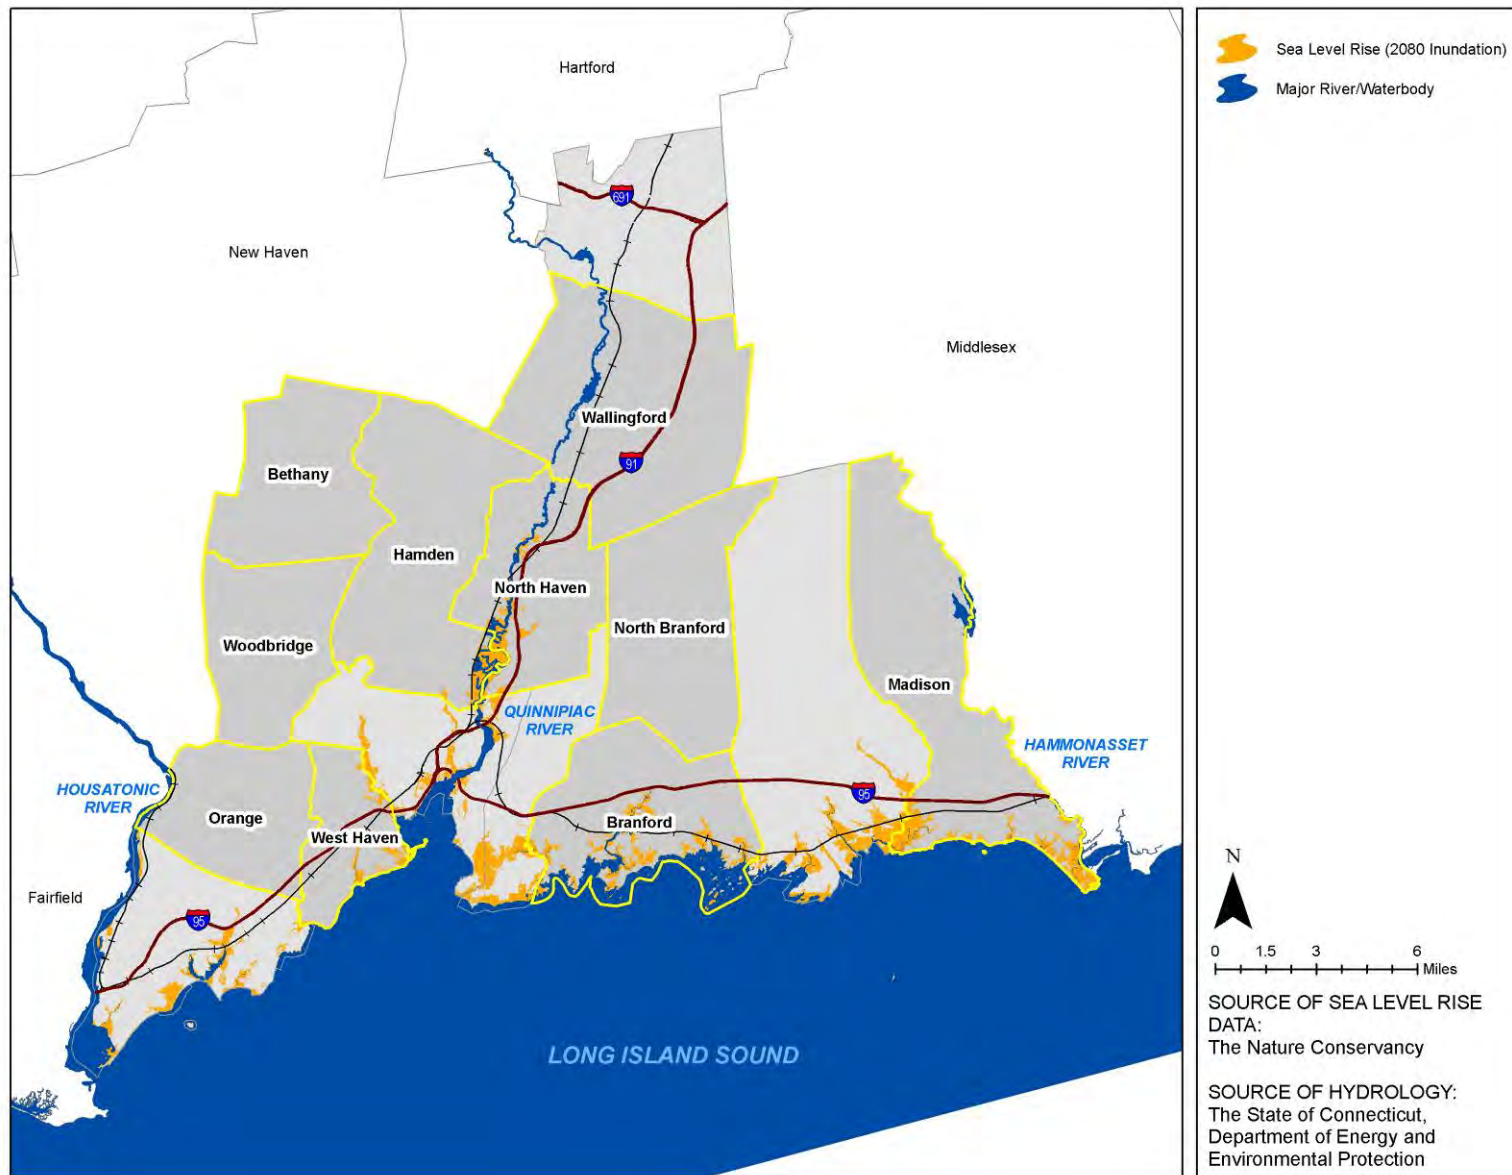 Hartford
691
New Haven
Middlesex
Wallingford
91
Bethany
Hamden
North Haven
North Branford
Woodbridge
Madison
QUINNIPIAC
RIVER
HAMMONASSET
RIVER
HOUSATONIC
RIVER
95
Orange
Branford
West Haven
Fairfield
95
LONG ISLAND SOUND
Sea Level Rise (2080 Inundation)
Major River/Waterbody
N
0 1.5 3 6
Miles
SOURCE OF SEA LEVEL RISE
DATA:
The Nature Conservancy
SOURCE OF HYDROLOGY:
The State of Connecticut,
Department of Energy and
Environmental Protection